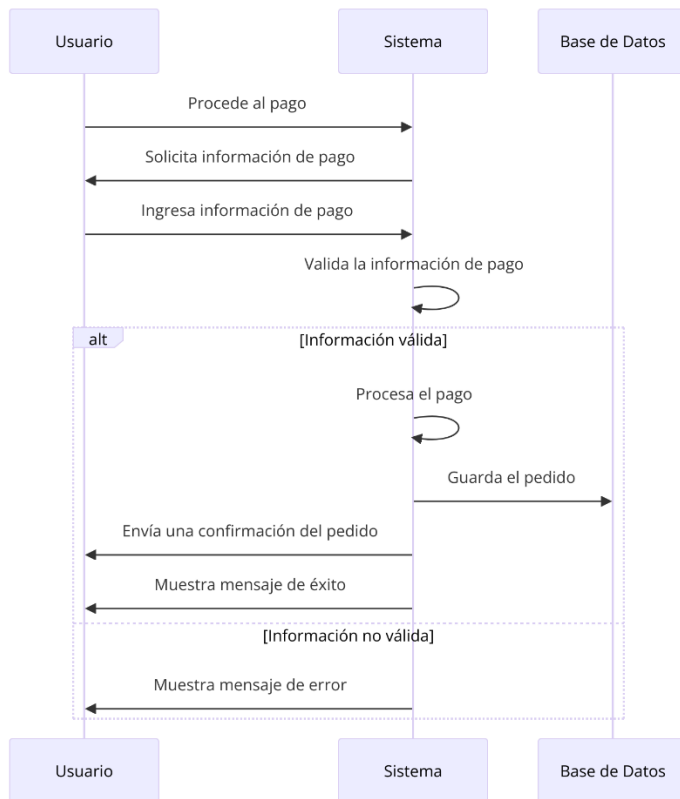 Usuario
Sistema
Base de Datos
Procede al pago
Solicita información de pago
Ingresa información de pago
Valida la información de pago
alt
[Información válida]
Procesa el pago
Guarda el pedido
Envía una confirmación del pedido
Muestra mensaje de éxito
[Información no válida]
Muestra mensaje de error
Usuario
Sistema
Base de Datos